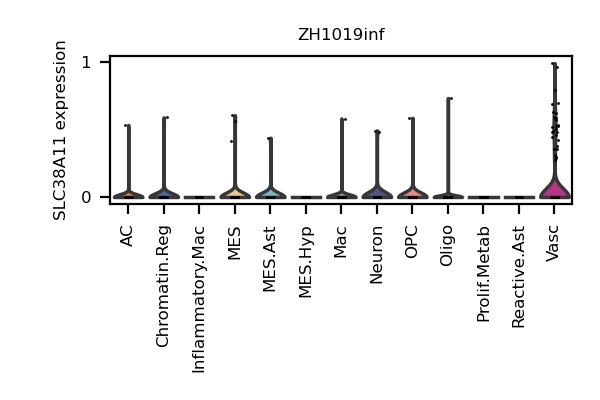 ZH1019inf
SLC38A11 expression
1
0
AC
Chromatin.Reg
Inflammatory.Mac
MES
MES.Ast
MES.Hyp
Mac
Neuron
OPC
Oligo
Prolif.Metab
Reactive.Ast
Vasc